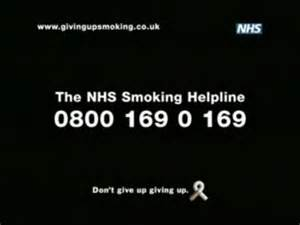 www.givingupsmoking.co.uk NHS
The NHS Smoking Helpline
0800 169 0 169
Don't give up giving up.